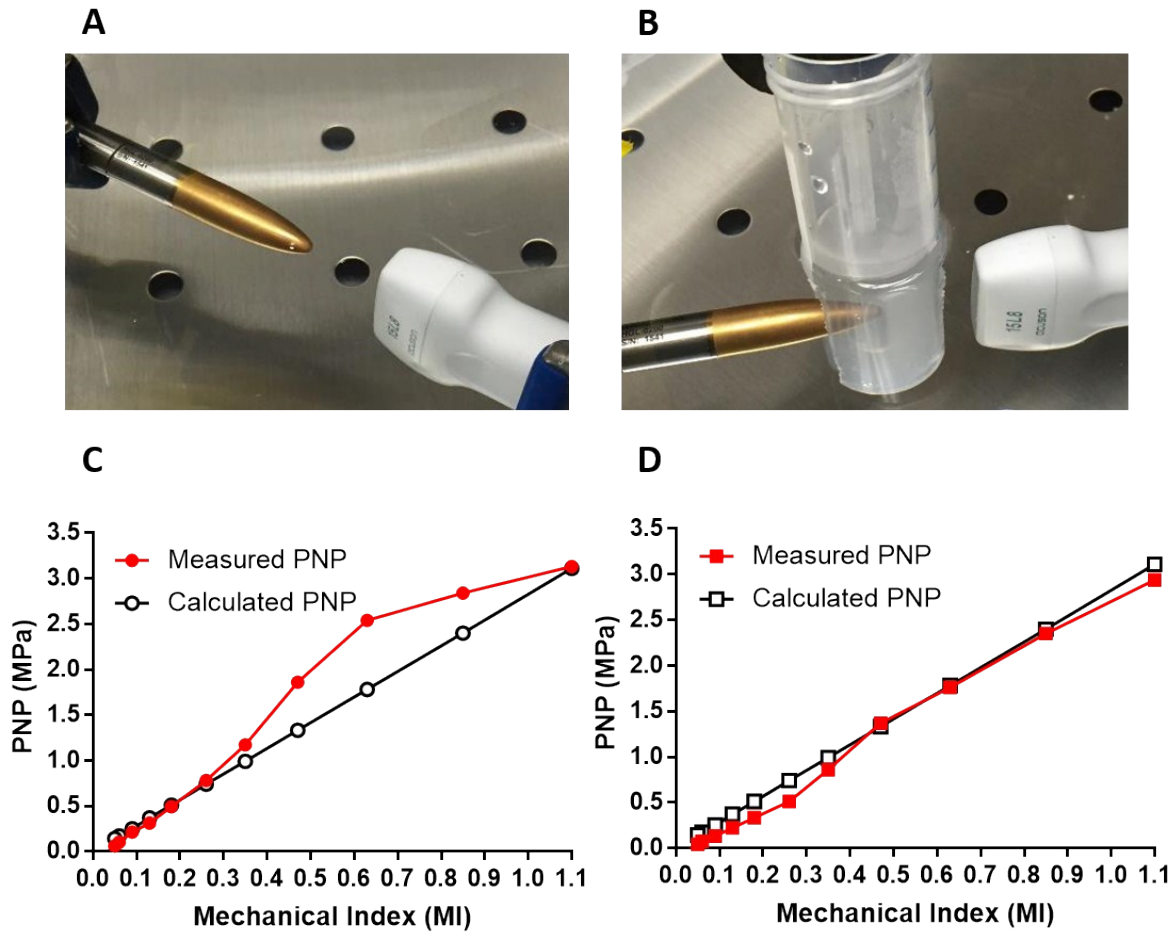 A
B
S/N: 1541
15L8
acuson
S/N: 1541
15L8
acuson
C
D
3.5
3.0
2.5
2.0
1.5
1.0
0.5
0.0
PNP (MPa)
Measured PNP
Calculated PNP
0.0 0.1 0.2 0.3 0.4 0.5 0.6 0.7 0.8 0.9 1.0 1.1
Mechanical Index (MI)
3.5
3.0
2.5
2.0
1.5
1.0
0.5
0.0
PNP (MPa)
Measured PNP
Calculated PNP
0.0 0.1 0.2 0.3 0.4 0.5 0.6 0.7 0.8 0.9 1.0 1.1
Mechanical Index (MI)